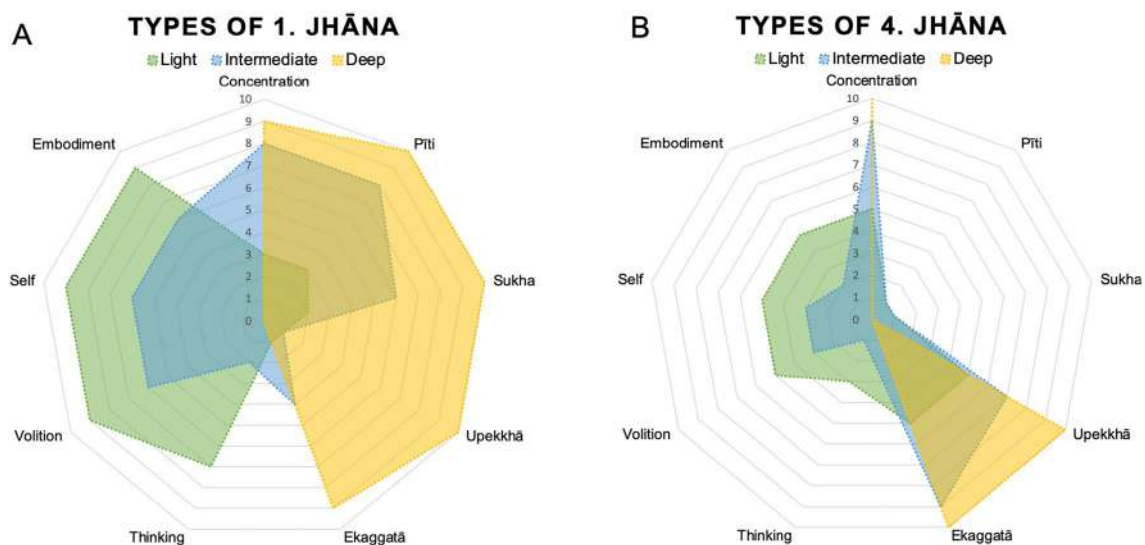 A
TYPES OF 1. JHĀNA
Light Intermediate Deep
Concentration
Pīti
Sukha
Upekkhā
Ekaggatā
Thinking
Volition
Self
Embodiment
10
9
8
7
6
5
4
3
2
1
0
B
TYPES OF 4. JHĀNA
Light Intermediate Deep
Concentration
Pīti
Sukha
Upekkhā
Ekaggatā
Thinking
Volition
Self
Embodiment
10
9
8
7
6
5
4
3
2
1
0